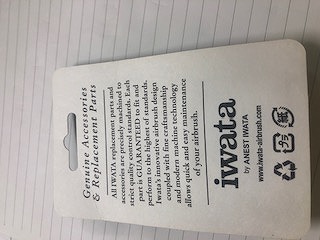 Genuine Accessories
& Replacement Parts
All IWATA replacement parts and
accessories are precisely machined to
strict quality control standards. Each
part is GUARANTEED to fit and
perform to the highest of standards.
Iwata's innovative airbrush design
coupled with fine craftsmanship
and modern machine technology
allows quick and easy maintenance
of your airbrush.
iwata
by ANEST IWATA
www.iwata-airbrush.com